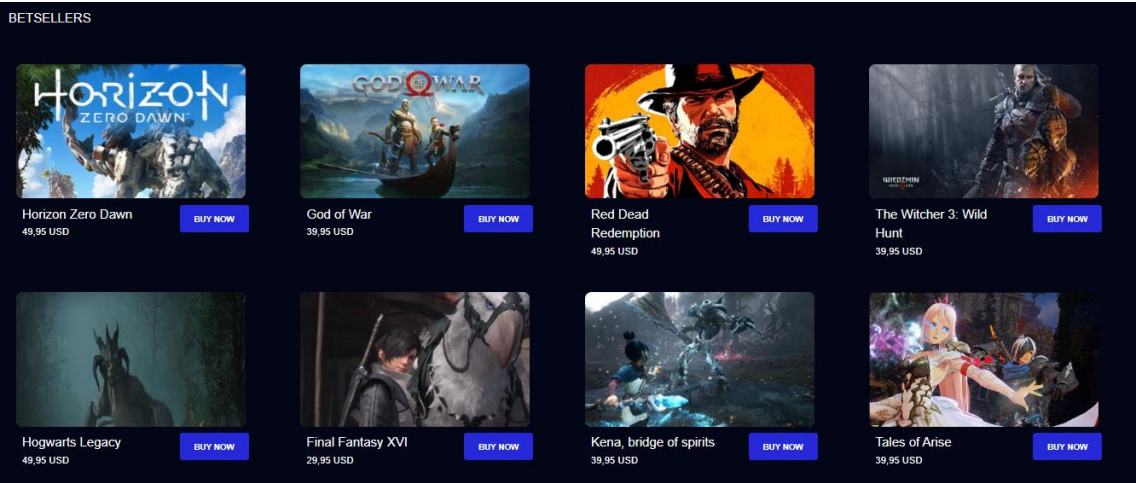 BETSELLERS
HORIZON
ZERO DAWN
GOD OF WAR
WIEDŹMIN
Horizon Zero Dawn
BUY NOW
49,95 USD
God of War
BUY NOW
39,95 USD
Red Dead
Redemption
BUY NOW
49,95 USD
The Witcher 3: Wild
Hunt
BUY NOW
39,95 USD
Hogwarts Legacy
BUY NOW
49,95 USD
Final Fantasy XVI
BUY NOW
29,95 USD
Kena, bridge of spirits
BUY NOW
39,95 USD
Tales of Arise
BUY NOW
39,95 USD